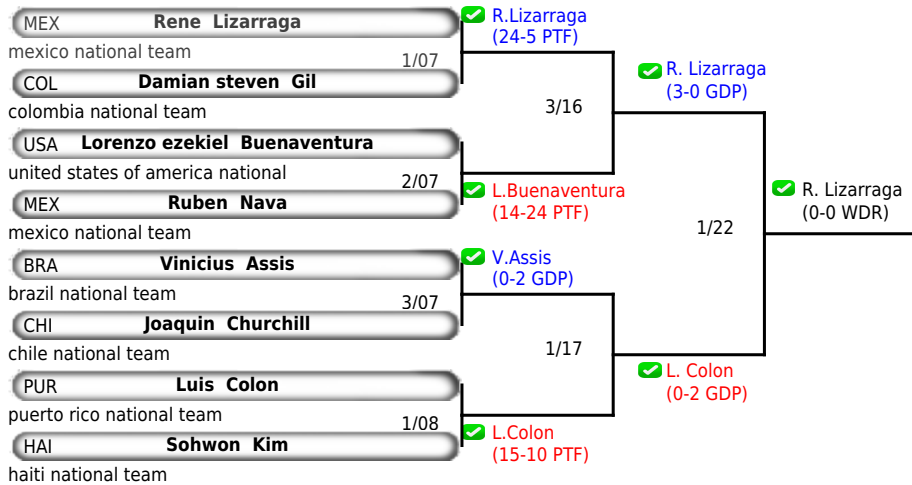 MEX Rene Lizarraga
mexico national team
1/07
COL Damian steven Gil
colombia national team
USA Lorenzo ezekiel Buenaventura
united states of america national
2/07
MEX Ruben Nava
mexico national team
BRA Vinicius Assis
brazil national team
3/07
CHI Joaquin Churchill
chile national team
PUR Luis Colon
puerto rico national team
1/08
HAI Sohwon Kim
haiti national team
R.Lizarraga
(24-5 PTF)
3/16
L.Buenaventura
(14-24 PTF)
V.Assis
(0-2 GDP)
1/17
L.Colon
(15-10 PTF)
R. Lizarraga
(3-0 GDP)
1/22
L. Colon
(0-2 GDP)
R. Lizarraga
(0-0 WDR)